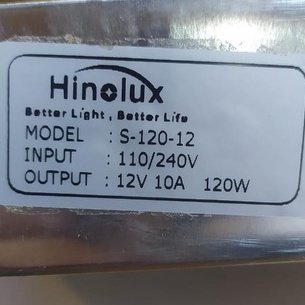 Hinolux
Better Light , Better Life
MODEL : S-120-12
INPUT : 110/240V
OUTPUT : 12V 10A 120W